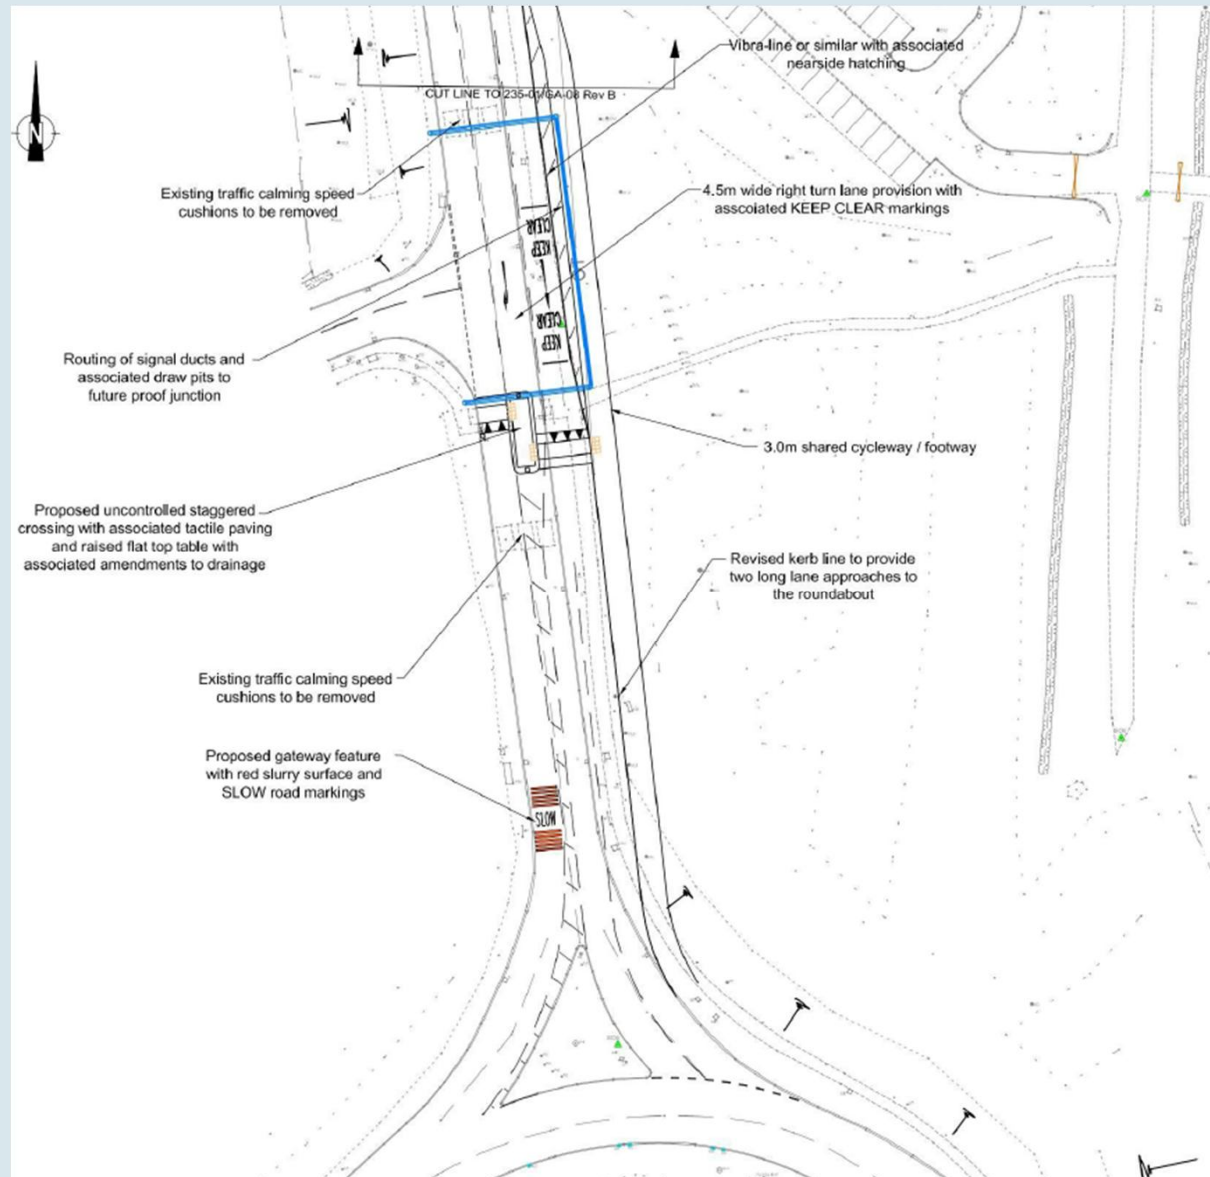 Vibra-line or similar with associated
nearside hatching
CUT LINE TO 235-01/GA-08 Rev B
N
Existing traffic calming speed
cushions to be removed
4.5m wide right turn lane provision with
asscoiated KEEP CLEAR markings
CLEAR
KEEP
CLEAR
KEEP
Routing of signal ducts and
associated draw pits to
future proof junction
3.0m shared cycleway / footway
Proposed uncontrolled staggered
crossing with associated tactile paving
and raised flat top table with
associated amendments to drainage
Revised kerb line to provide
two long lane approaches to
the roundabout
Existing traffic calming speed
cushions to be removed
Proposed gateway feature
with red slurry surface and
SLOW road markings
SLOW